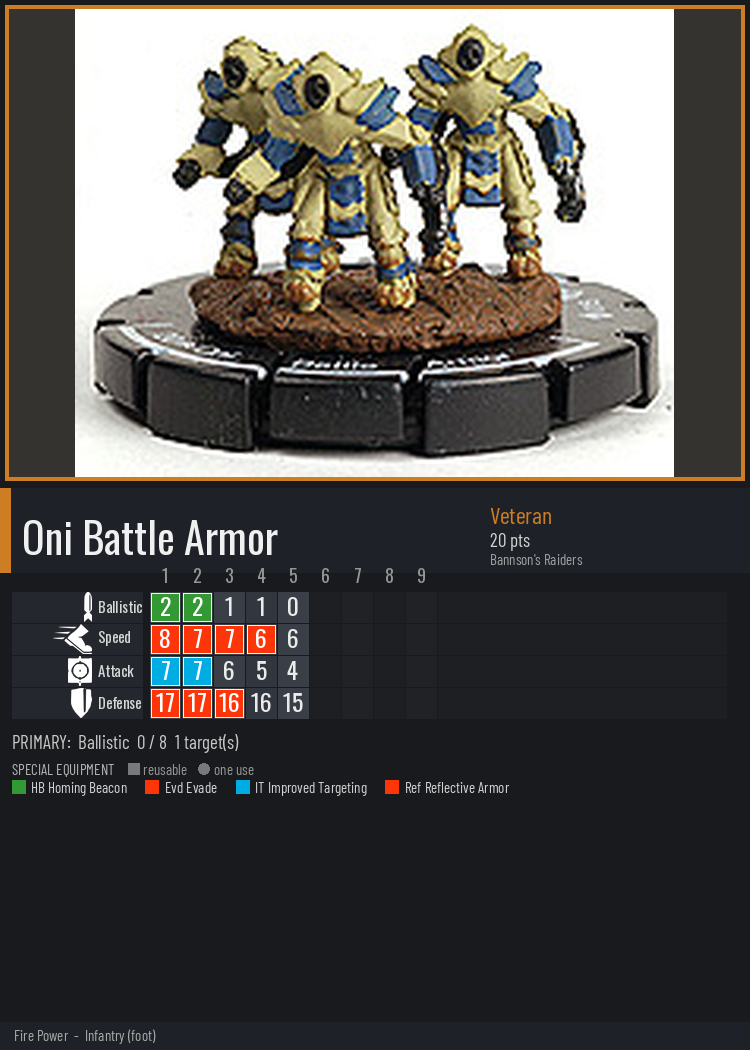 Oni Battle Armor
Veteran
20 pts
Bannson's Raiders
1 2 3 4 5 6 7 8 9
Ballistic 2 2 1 1 0
Speed 8 7 7 6 6
Attack 7 7 6 5 4
Defense 17 17 16 16 15
PRIMARY: Ballistic 0 / 8 1 target(s)
SPECIAL EQUIPMENT reusable one use
HB Homing Beacon Evd Evade IT Improved Targeting Ref Reflective Armor
Fire Power - Infantry (foot)